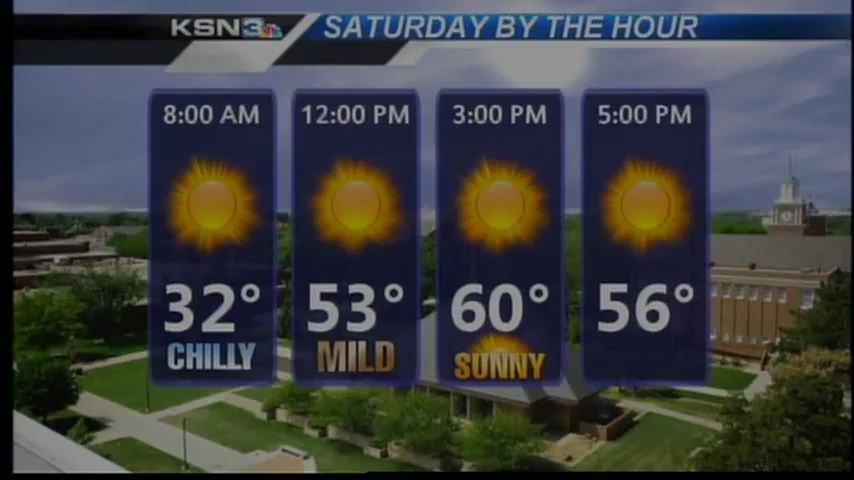 KSN3 SATURDAY BY THE HOUR
8:00 AM 12:00 PM 3:00 PM 5:00 PM
32° 53° 60° 56°
CHILLY MILD SUNNY